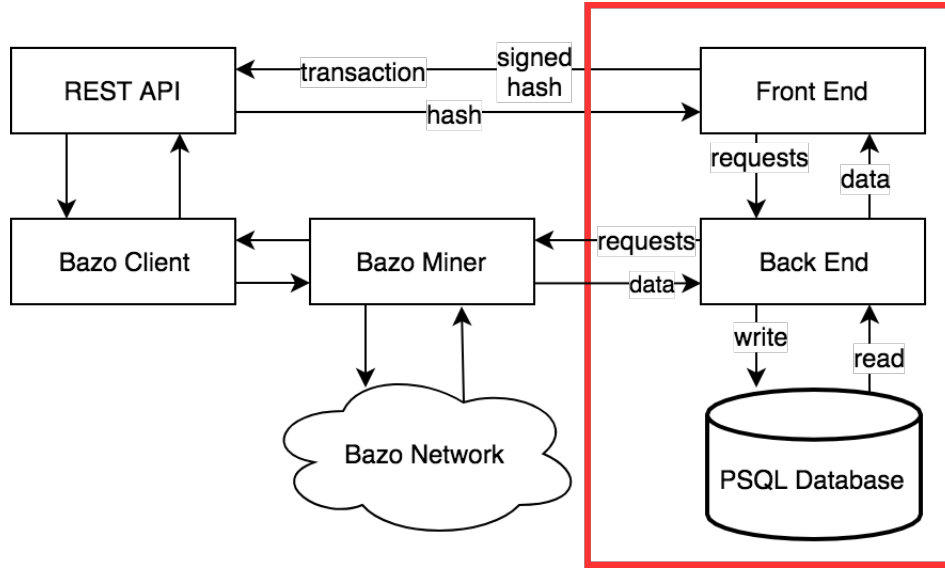 REST API
transaction
signed
hash
hash
Front End
requests
data
Bazo Client
Bazo Miner
requests
data
Back End
write
read
Bazo Network
PSQL Database